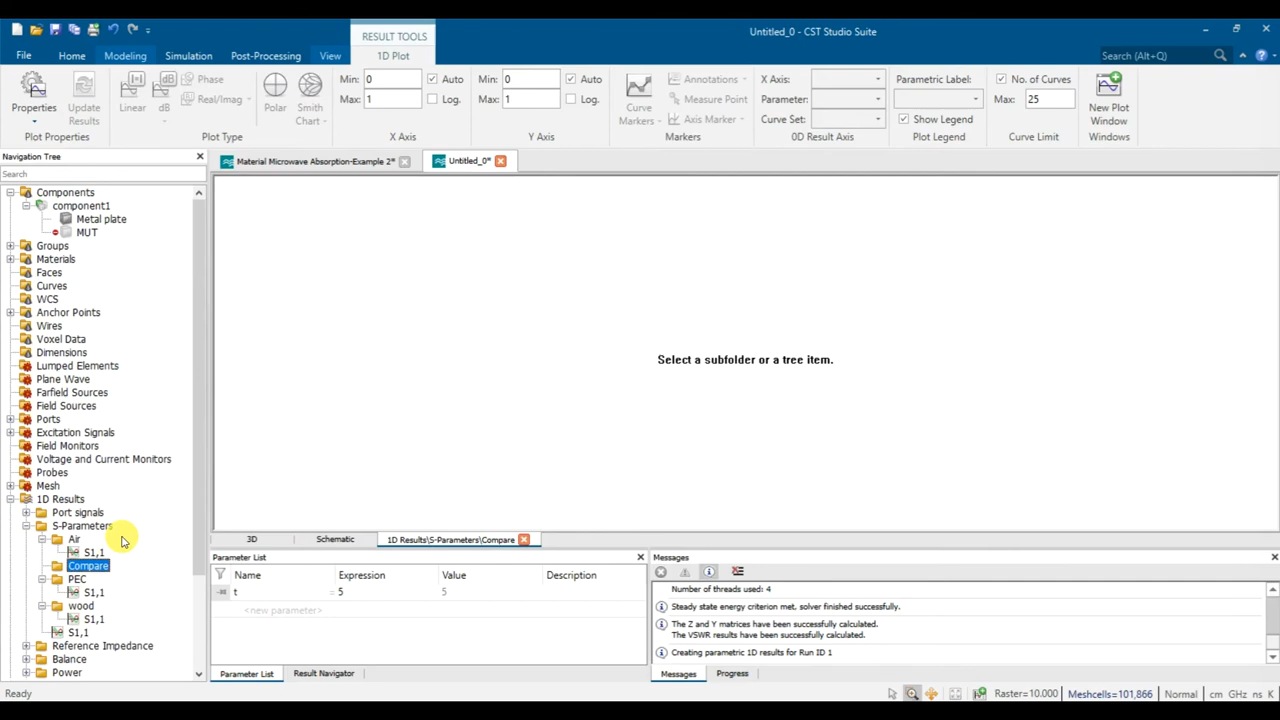 Untitled_0 - CST Studio Suite
RESULT TOOLS
File Home Modeling Simulation Post-Processing View 1D Plot Search (Alt+Q)
Properties
Update Results
Plot Properties
Linear
dB
Phase
Real/Imag
Polar
Smith Chart
Plot Type
Min: 0 Auto
Max: 1 Log.
X Axis
Min: 0 Auto
Max: 1 Log.
Y Axis
Curve Markers
Annotations
Measure Point
Axis Marker
Markers
X Axis:
Parameter:
Curve Set:
0D Result Axis
Parametric Label:
Show Legend
Plot Legend
No. of Curves
Max: 25
Curve Limit
New Plot Window
Windows
Navigation Tree
Search
Components
component1
Metal plate
MUT
Groups
Materials
Faces
Curves
WCS
Anchor Points
Wires
Voxel Data
Dimensions
Lumped Elements
Plane Wave
Farfield Sources
Field Sources
Ports
Excitation Signals
Field Monitors
Voltage and Current Monitors
Probes
Mesh
1D Results
Port signals
S-Parameters
Air
S1,1
Compare
PEC
S1,1
wood
S1,1
S1,1
Reference Impedance
Balance
Power
Material Microwave Absorption-Example 2* Untitled_0*
Select a subfolder or a tree item.
3D Schematic 1D Results\S-Parameters\Compare
Parameter List
Name Expression Value Description
t = 5 5
<new parameter>
Parameter List Result Navigator
Messages
Number of threads used: 4
Steady state energy criterion met, solver finished successfully.
The Z and Y matrices have been successfully calculated.
The VSWR results have been successfully calculated.
Creating parametric 1D results for Run ID 1
Messages Progress
Ready
Raster=10.000 Meshcells=101,866 Normal cm GHz ns K